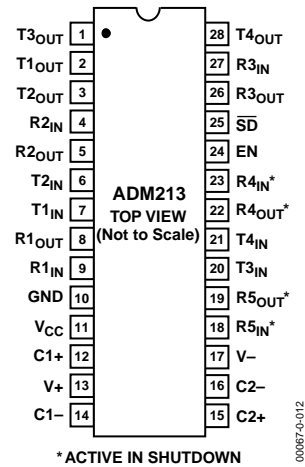 T3OUT 1 28 T4OUT
T1OUT 2 27 R3IN
T2OUT 3 26 R3OUT
R2IN 4 25 SD
R2OUT 5 24 EN
T2IN 6 23 R4IN*
T1IN 7 22 R4OUT*
R1OUT 8 21 T4IN
R1IN 9 20 T3IN
GND 10 19 R5OUT*
VCC 11 18 R5IN*
C1+ 12 17 V–
V+ 13 16 C2–
C1– 14 15 C2+
ADM213
TOP VIEW
(Not to Scale)
*ACTIVE IN SHUTDOWN
00067-0-012